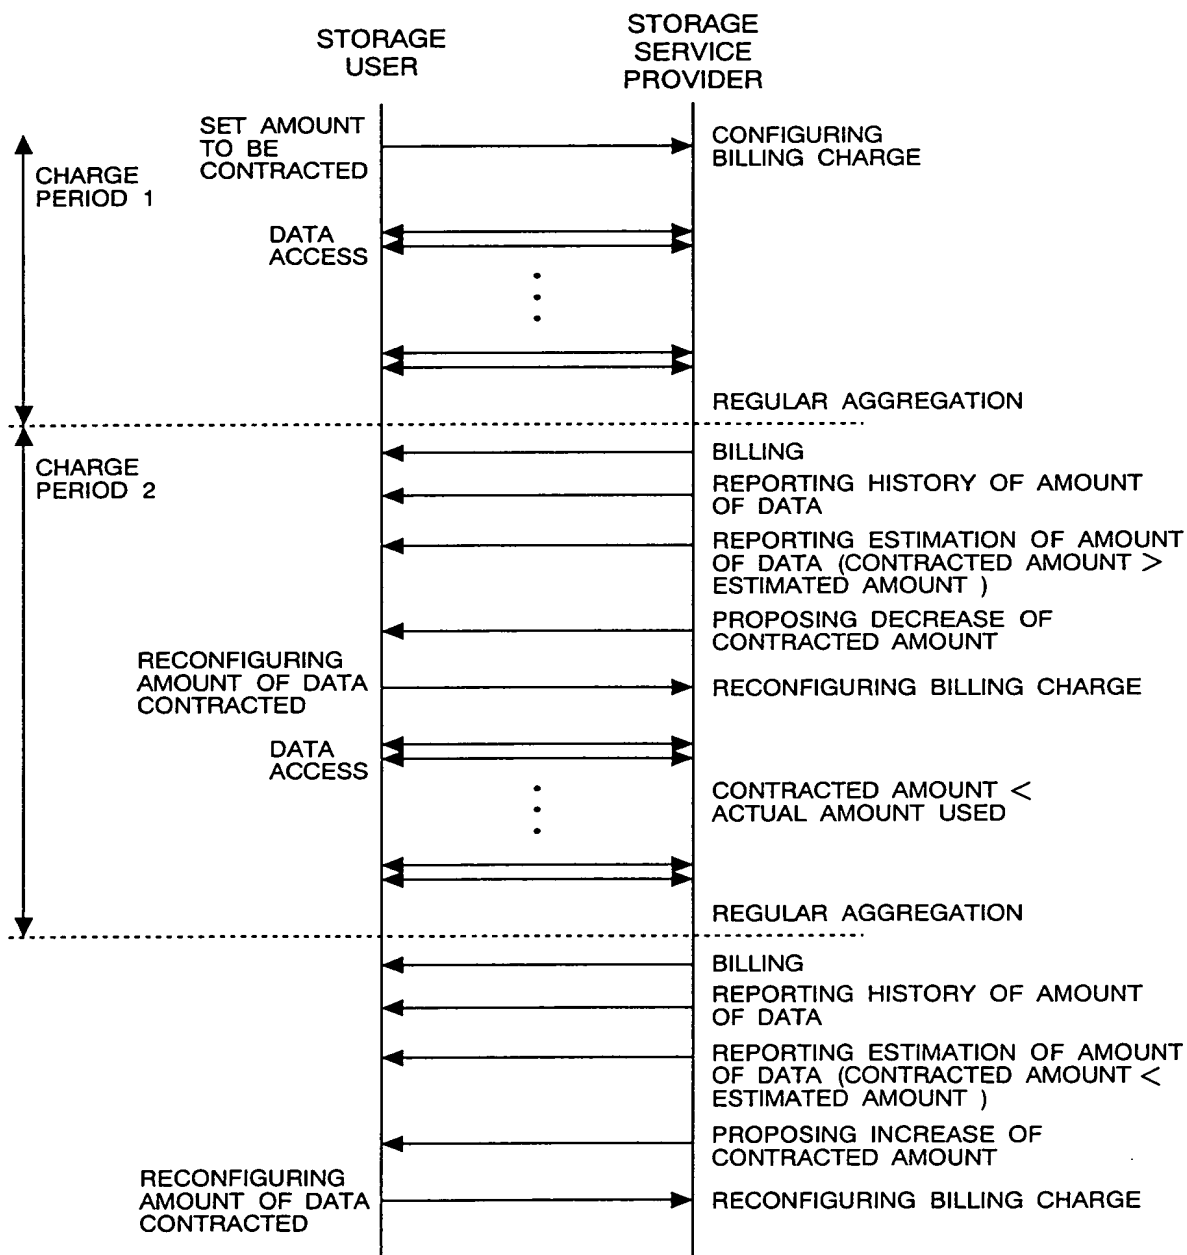 STORAGE
USER
STORAGE
SERVICE
PROVIDER
SET AMOUNT
TO BE
CONTRACTED
CONFIGURING
BILLING CHARGE
CHARGE
PERIOD 1
DATA
ACCESS
REGULAR AGGREGATION
CHARGE
PERIOD 2
BILLING
REPORTING HISTORY OF AMOUNT
OF DATA
REPORTING ESTIMATION OF AMOUNT
OF DATA (CONTRACTED AMOUNT >
ESTIMATED AMOUNT )
PROPOSING DECREASE OF
CONTRACTED AMOUNT
RECONFIGURING
AMOUNT OF DATA
CONTRACTED
RECONFIGURING BILLING CHARGE
DATA
ACCESS
CONTRACTED AMOUNT <
ACTUAL AMOUNT USED
REGULAR AGGREGATION
BILLING
REPORTING HISTORY OF AMOUNT
OF DATA
REPORTING ESTIMATION OF AMOUNT
OF DATA (CONTRACTED AMOUNT <
ESTIMATED AMOUNT )
PROPOSING INCREASE OF
CONTRACTED AMOUNT
RECONFIGURING
AMOUNT OF DATA
CONTRACTED
RECONFIGURING BILLING CHARGE